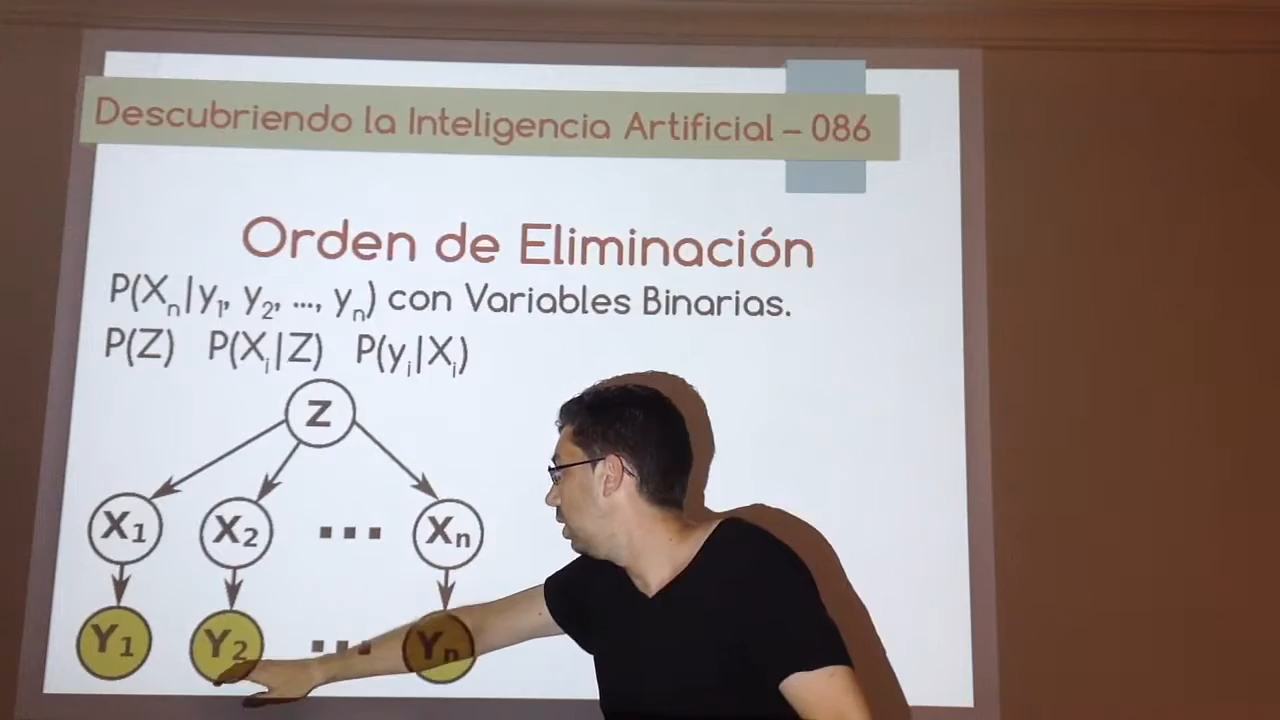 Descubriendo la Inteligencia Artificial – 086
Orden de Eliminación
P(Xₙ|y₁, y₂, ..., yₙ) con Variables Binarias.
P(Z) P(Xᵢ|Z) P(yᵢ|Xᵢ)
Z
X₁ X₂ ... Xₙ
Y₁ Y₂ ... Yₙ